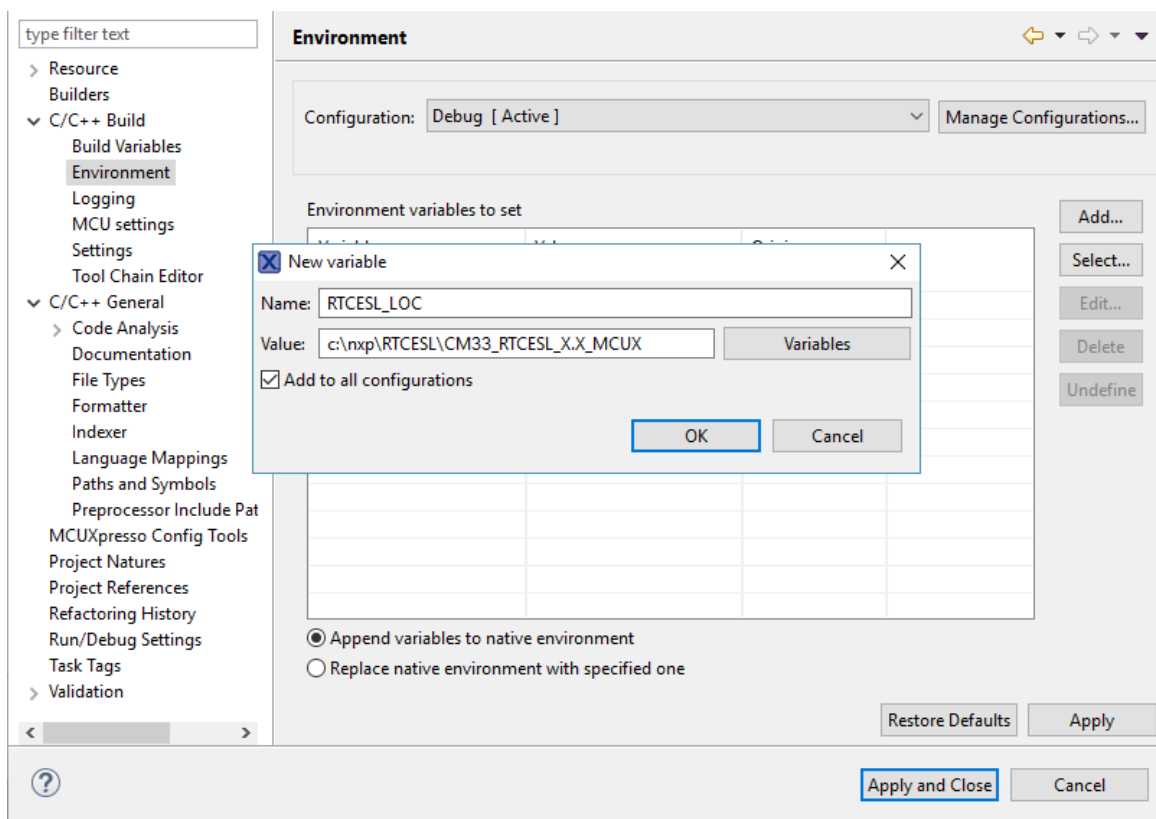 type filter text
Resource
Builders
C/C++ Build
Build Variables
Environment
Logging
MCU settings
Settings
Tool Chain Editor
C/C++ General
Code Analysis
Documentation
File Types
Formatter
Indexer
Language Mappings
Paths and Symbols
Preprocessor Include Pat
MCUXpresso Config Tools
Project Natures
Project References
Refactoring History
Run/Debug Settings
Task Tags
Validation
Environment
Configuration: Debug [ Active ] Manage Configurations...
Environment variables to set
Add...
Select...
Edit...
Delete
Undefine
New variable
Name: RTCESL_LOC
Value: c:\nxp\RTCESL\CM33_RTCESL_X.X_MCUX Variables
Add to all configurations
OK Cancel
Append variables to native environment
Replace native environment with specified one
Restore Defaults Apply
Apply and Close Cancel